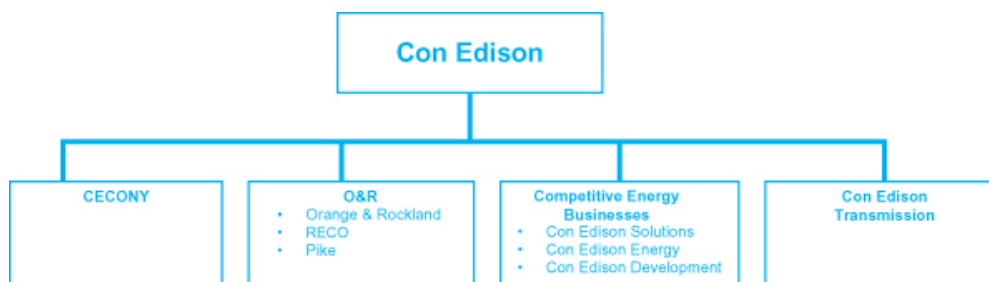 Con Edison
CECONY
O&R
• Orange & Rockland
• RECO
• Pike
Competitive Energy
Businesses
• Con Edison Solutions
• Con Edison Energy
• Con Edison Development
Con Edison
Transmission